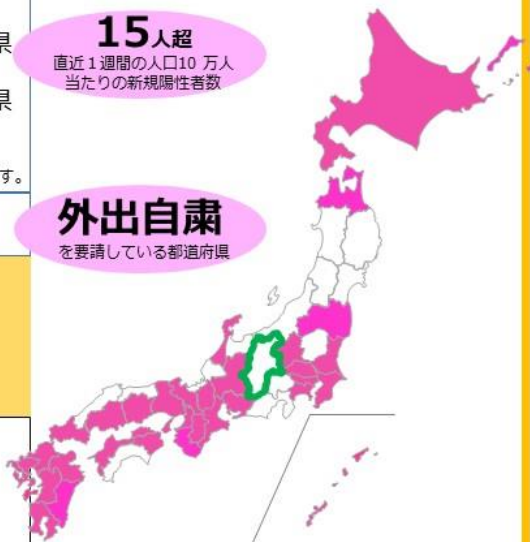 県
県
す。
15人超
直近1週間の人口10 万人
当たりの新規陽性者数
外出自粛
を要請している都道府県